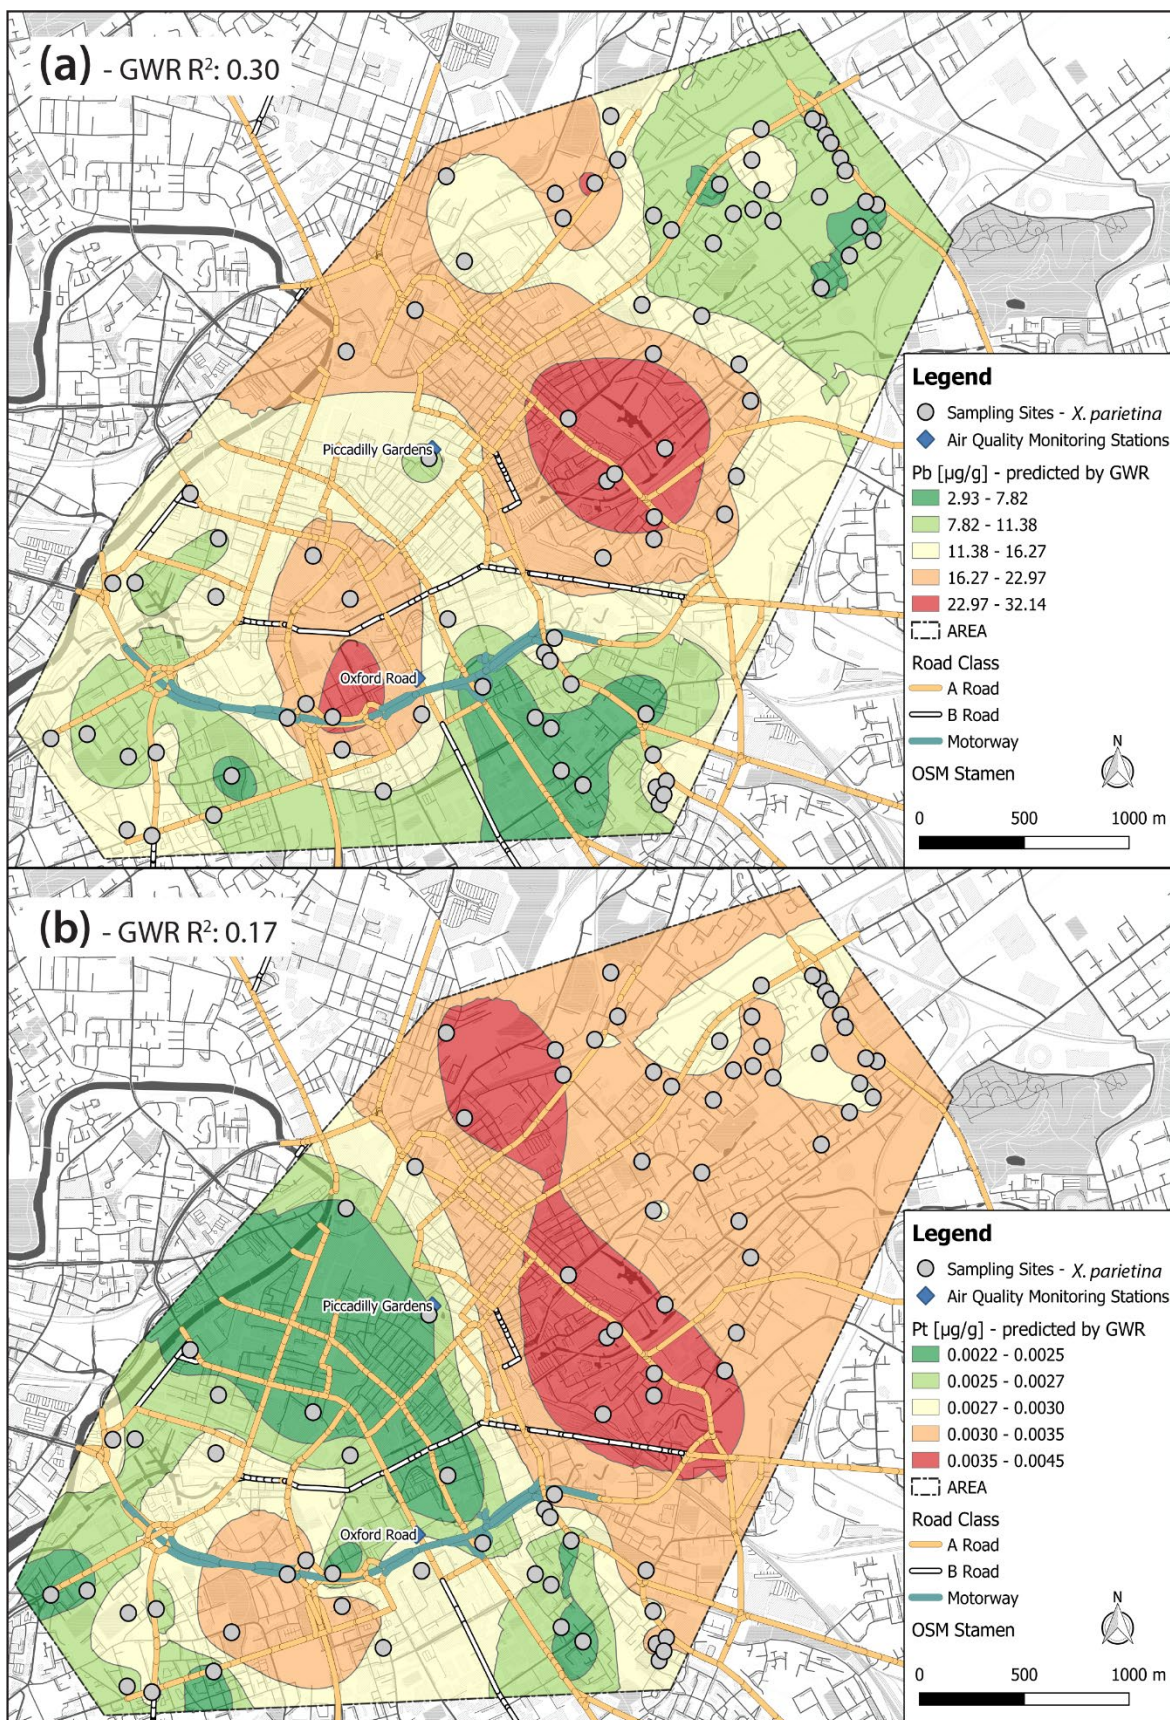 (a) - GWR R²: 0.30
Piccadilly Gardens
Oxford Road
Legend
Sampling Sites - X. parietina
Air Quality Monitoring Stations
Pb [µg/g] - predicted by GWR
2.93 - 7.82
7.82 - 11.38
11.38 - 16.27
16.27 - 22.97
22.97 - 32.14
AREA
Road Class
A Road
B Road
Motorway
OSM Stamen
N
0 500 1000 m
(b) - GWR R²: 0.17
Piccadilly Gardens
Oxford Road
Legend
Sampling Sites - X. parietina
Air Quality Monitoring Stations
Pt [µg/g] - predicted by GWR
0.0022 - 0.0025
0.0025 - 0.0027
0.0027 - 0.0030
0.0030 - 0.0035
0.0035 - 0.0045
AREA
Road Class
A Road
B Road
Motorway
OSM Stamen
N
0 500 1000 m